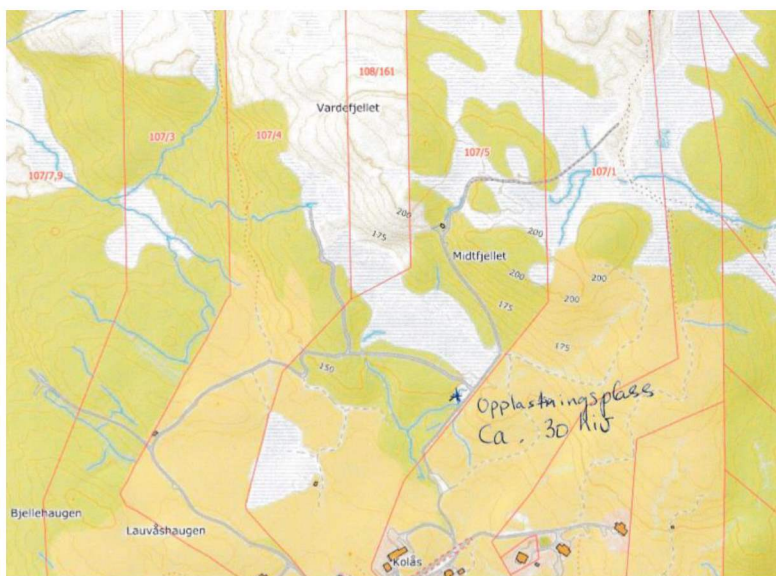 108/161
Vardefjellet
107/3
107/4
107/5
107/1
107/7,9
200
175
200
Midtfjellet
200
200
175
200
175
150
Opplastningsplass
Ca. 30
Bjellehaugen
Lauvåshaugen
Kolås